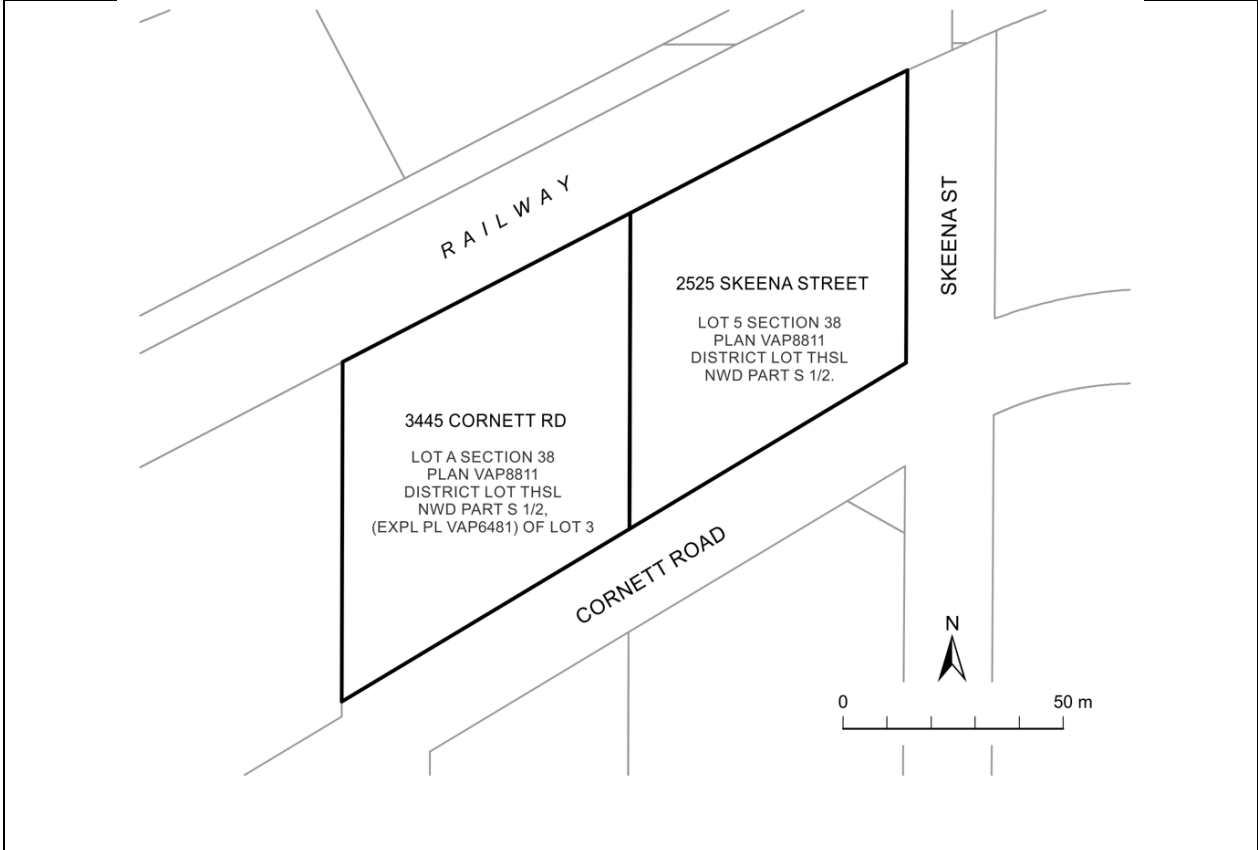 RAILWAY
SKEENA ST
2525 SKEENA STREET
LOT 5 SECTION 38
PLAN VAP8811
DISTRICT LOT THSL
NWD PART S 1/2.
3445 CORNETT RD
LOT A SECTION 38
PLAN VAP8811
DISTRICT LOT THSL
NWD PART S 1/2,
(EXPL PL VAP6481) OF LOT 3
CORNETT ROAD
N
0 50 m